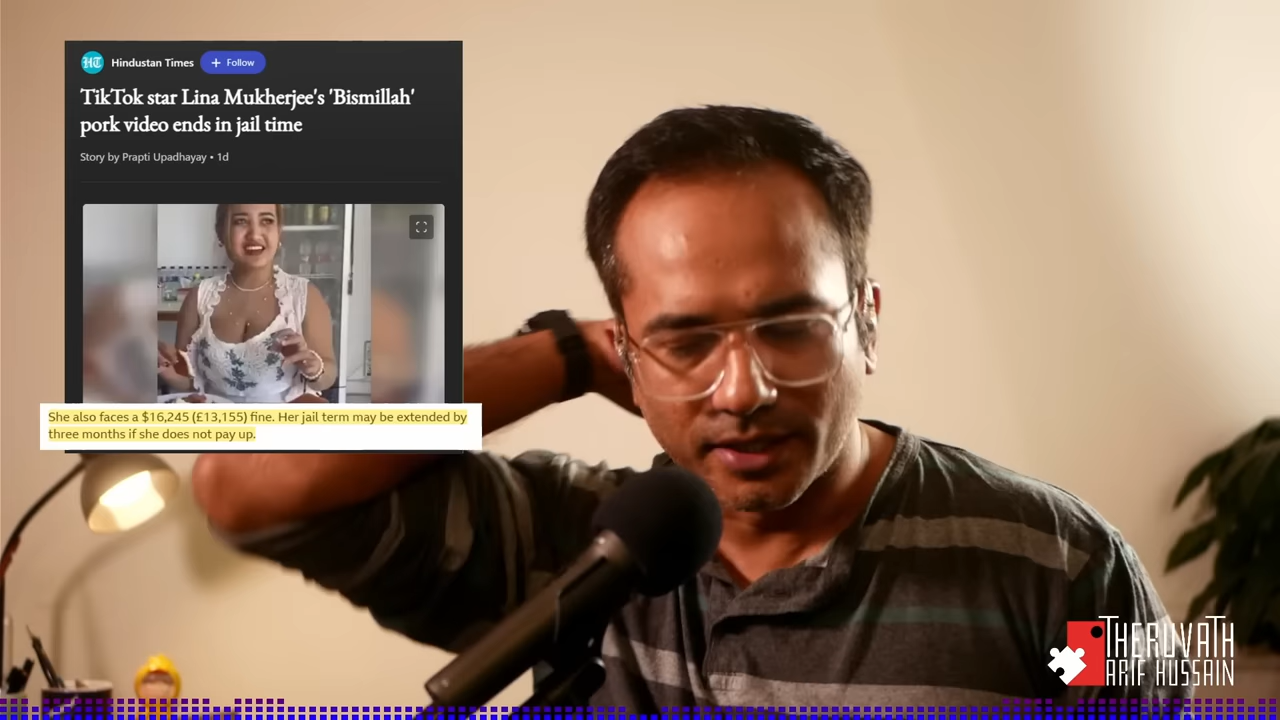 HT Hindustan Times + Follow
TikTok star Lina Mukherjee's 'Bismillah'
pork video ends in jail time
Story by Prapti Upadhayay • 1d
She also faces a $16,245 (£13,155) fine. Her jail term may be extended by
three months if she does not pay up.
THERUVATH
ARIF HUSSAIN